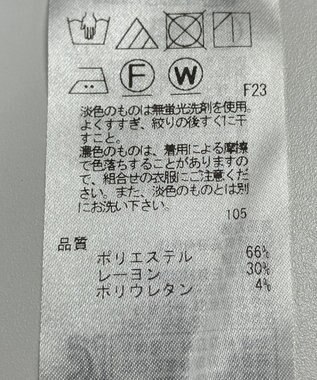 F
W
F23
淡色のものは無蛍光洗剤を使用。
よくすすぎ、絞りの後すぐに干
すこと。
濃色のものは、着用による摩擦
で色落ちすることがありますの
で、組合せの衣服にご注意くだ
さい。また、淡色のものとは別
にお洗い下さい。
105
品質
ポリエステル 66%
レーヨン 30%
ポリウレタン 4%